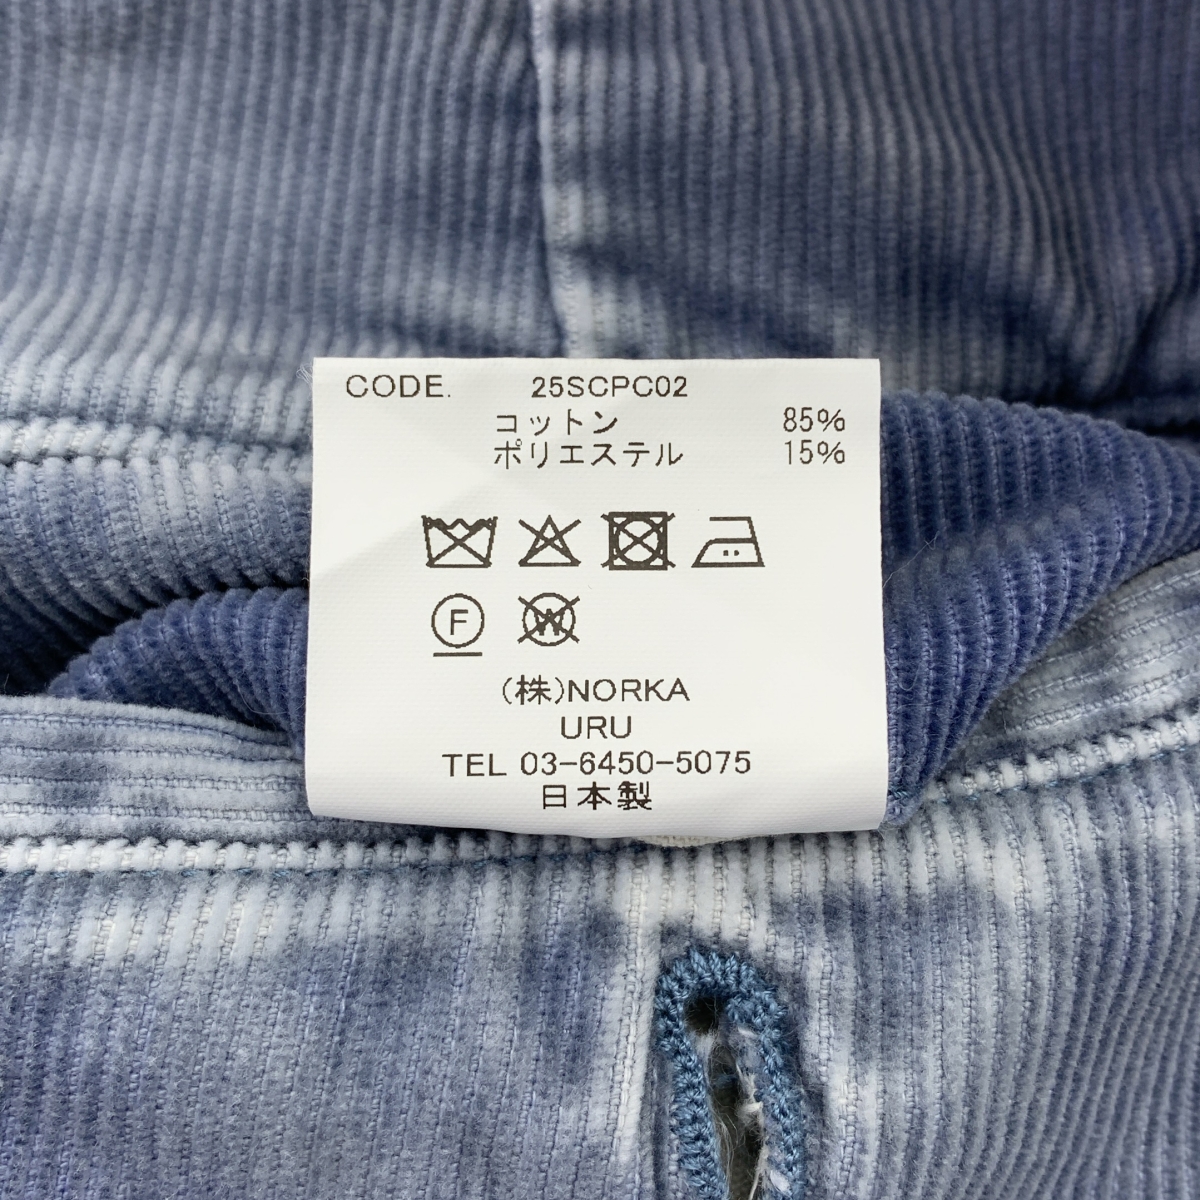 CODE. 25SCPC02
コットン 85%
ポリエステル 15%
F W
(株)NORKA
URU
TEL 03-6450-5075
日本製